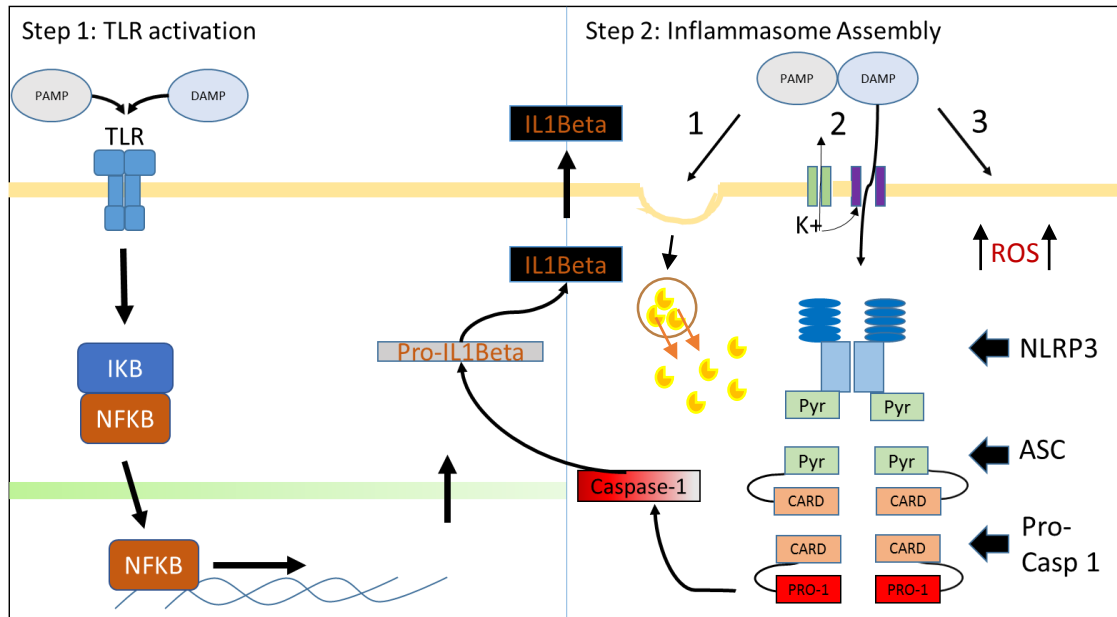 Step 1: TLR activation
PAMP
DAMP
TLR
IKB
NFKB
NFKB
Pro-IL1Beta
IL1Beta
IL1Beta
Step 2: Inflammasome Assembly
PAMP
DAMP
1
2
3
K+
ROS
NLRP3
Pyr
Pyr
ASC
Pyr
Pyr
CARD
CARD
Caspase-1
Pro-
Casp 1
CARD
CARD
PRO-1
PRO-1